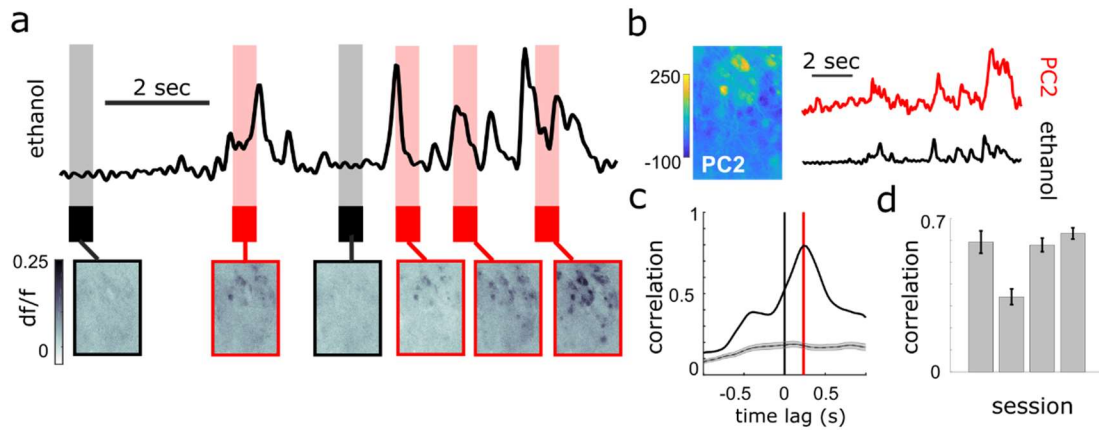 a
2 sec
ethanol
0.25
df/f
0
b
250
-100
PC2
2 sec
PC2
ethanol
c
1
0.5
0
correlation
-0.5
0
0.5
time lag (s)
d
0.7
correlation
0
session